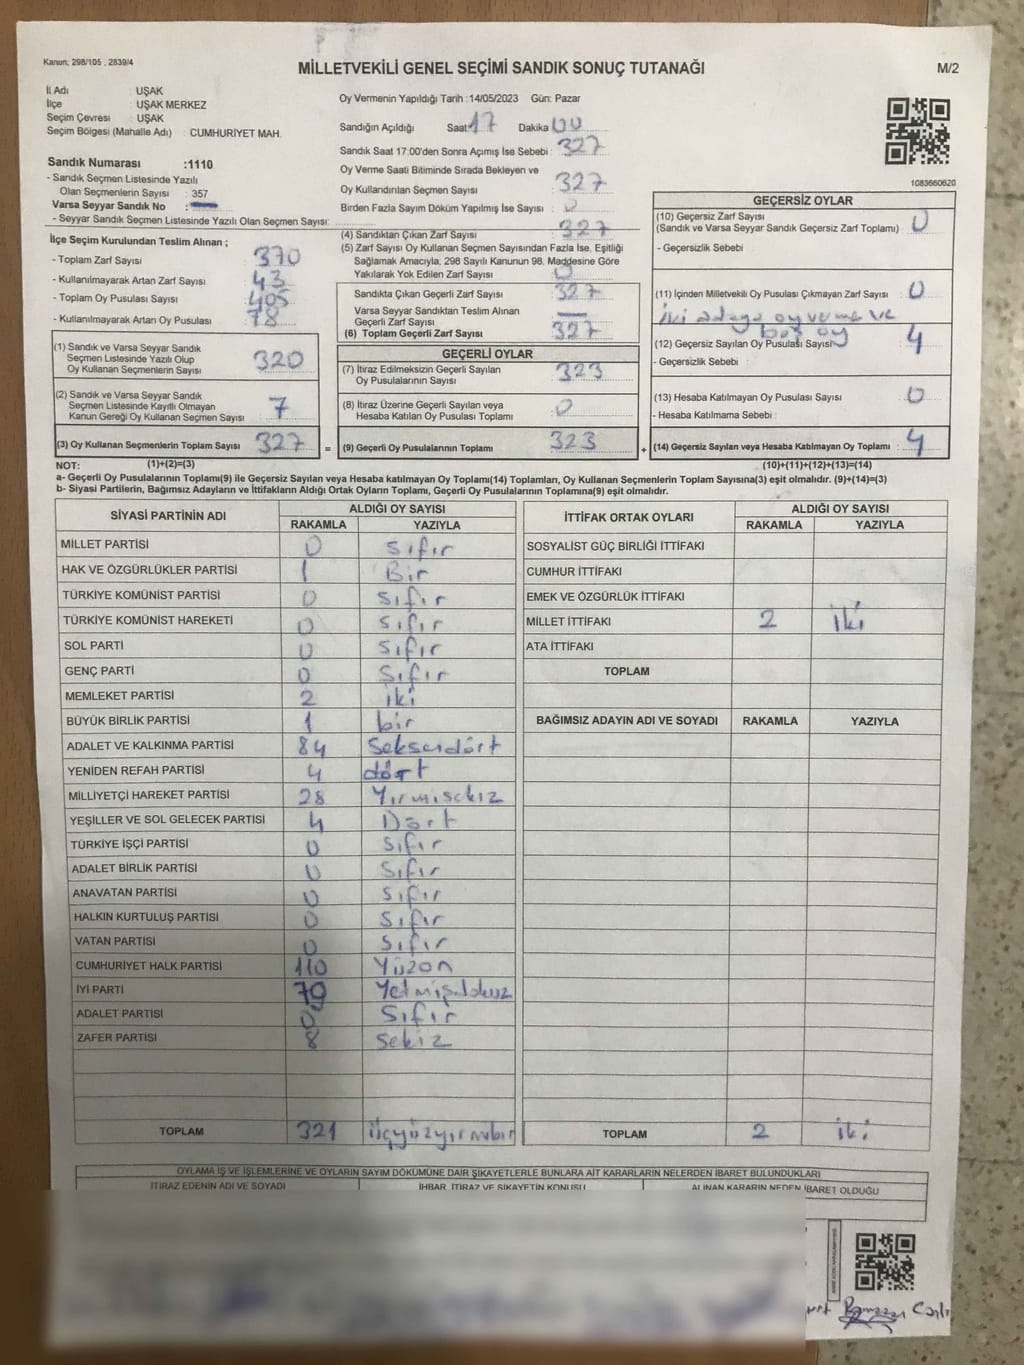 Kanun; 298/105 , 2839/4
MİLLETVEKİLİ GENEL SEÇİMİ SANDIK SONUÇ TUTANAĞI
M/2
İl Adı : UŞAK
İlçe : UŞAK MERKEZ
Seçim Çevresi : UŞAK
Seçim Bölgesi (Mahalle Adı) : CUMHURİYET MAH.
Sandık Numarası :1110
- Sandık Seçmen Listesinde Yazılı
Olan Seçmenlerin Sayısı : 357
Varsa Seyyar Sandık No :
- Seyyar Sandık Seçmen Listesinde Yazılı Olan Seçmen Sayısı:
Oy Vermenin Yapıldığı Tarih :14/05/2023 Gün: Pazar
Sandığın Açıldığı Saat 17 Dakika 00
Sandık Saat 17:00'den Sonra Açımış İse Sebebi : 327
Oy Verme Saati Bitiminde Sırada Bekleyen ve
Oy Kullandırılan Seçmen Sayısı : 327
Birden Fazla Sayım Döküm Yapılmış İse Sayısı : 0
1083660620
İlçe Seçim Kurulundan Teslim Alınan ;
- Toplam Zarf Sayısı : 370
- Kullanılmayarak Artan Zarf Sayısı : 43
- Toplam Oy Pusulası Sayısı : 405
- Kullanılmayarak Artan Oy Pusulası : 78
(1) Sandık ve Varsa Seyyar Sandık
Seçmen Listesinde Yazılı Olup
Oy Kullanan Seçmenlerin Sayısı : 320
(2) Sandık ve Varsa Seyyar Sandık
Seçmen Listesinde Kayıtlı Olmayan
Kanun Gereği Oy Kullanan Seçmen Sayısı : 7
(3) Oy Kullanan Seçmenlerin Toplam Sayısı : 327 =
(4) Sandıktan Çıkan Zarf Sayısı : 327
(5) Zarf Sayısı Oy Kullanan Seçmen Sayısından Fazla İse, Eşitliği
Sağlamak Amacıyla; 298 Sayılı Kanunun 98. Maddesine Göre
Yakılarak Yok Edilen Zarf Sayısı : 0
Sandıkta Çıkan Geçerli Zarf Sayısı : 327
Varsa Seyyar Sandıktan Teslim Alınan
Geçerli Zarf Sayısı :
(6) Toplam Geçerli Zarf Sayısı : 327
GEÇERLİ OYLAR
(7) İtiraz Edilmeksizin Geçerli Sayılan
Oy Pusulalarının Sayısı : 323
(8) İtiraz Üzerine Geçerli Sayılan veya
Hesaba Katılan Oy Pusulası Toplamı : 0
(9) Geçerli Oy Pusulalarının Toplamı : 323 +
GEÇERSİZ OYLAR
(10) Geçersiz Zarf Sayısı
(Sandık ve Varsa Seyyar Sandık Geçersiz Zarf Toplamı) : 0
- Geçersizlik Sebebi :
(11) İçinden Milletvekili Oy Pusulası Çıkmayan Zarf Sayısı : 0
iki adaya oy verme ve
boş oy
(12) Geçersiz Sayılan Oy Pusulası Sayısı : 4
- Geçersizlik Sebebi :
(13) Hesaba Katılmayan Oy Pusulası Sayısı : 0
- Hesaba Katılmama Sebebi :
(14) Geçersiz Sayılan veya Hesaba Katılmayan Oy Toplamı : 4
NOT: (1)+(2)=(3) (10)+(11)+(12)+(13)=(14)
a- Geçerli Oy Pusulalarının Toplamı(9) ile Geçersiz Sayılan veya Hesaba katılmayan Oy Toplamı(14) Toplamları, Oy Kullanan Seçmenlerin Toplam Sayısına(3) eşit olmalıdır. (9)+(14)=(3)
b- Siyasi Partilerin, Bağımsız Adayların ve İttifakların Aldığı Ortak Oyların Toplamı, Geçerli Oy Pusulalarının Toplamına(9) eşit olmalıdır.
SİYASİ PARTİNİN ADI ALDIĞI OY SAYISI
RAKAMLA YAZIYLA
MİLLET PARTİSİ 0 sıfır
HAK VE ÖZGÜRLÜKLER PARTİSİ 1 Bir
TÜRKİYE KOMÜNİST PARTİSİ 0 sıfır
TÜRKİYE KOMÜNİST HAREKETİ 0 sıfır
SOL PARTİ 0 sıfır
GENÇ PARTİ 0 sıfır
MEMLEKET PARTİSİ 2 iki
BÜYÜK BİRLİK PARTİSİ 1 bir
ADALET VE KALKINMA PARTİSİ 84 seksendört
YENİDEN REFAH PARTİSİ 4 dört
MİLLİYETÇİ HAREKET PARTİSİ 28 Yirmisekiz
YEŞİLLER VE SOL GELECEK PARTİSİ 4 Dört
TÜRKİYE İŞÇİ PARTİSİ 0 sıfır
ADALET BİRLİK PARTİSİ 0 sıfır
ANAVATAN PARTİSİ 0 sıfır
HALKIN KURTULUŞ PARTİSİ 0 sıfır
VATAN PARTİSİ 0 sıfır
CUMHURİYET HALK PARTİSİ 110 Yüzon
İYİ PARTİ Yetmişdokuz
ADALET PARTİSİ 0 sıfır
ZAFER PARTİSİ 8 sekiz
TOPLAM 321 üçyüzyirmibir
İTTİFAK ORTAK OYLARI ALDIĞI OY SAYISI
RAKAMLA YAZIYLA
SOSYALİST GÜÇ BİRLİĞİ İTTİFAKI
CUMHUR İTTİFAKI
EMEK VE ÖZGÜRLÜK İTTİFAKI
MİLLET İTTİFAKI 2 iki
ATA İTTİFAKI
TOPLAM
BAĞIMSIZ ADAYIN ADI VE SOYADI RAKAMLA YAZIYLA
TOPLAM 2 iki
OYLAMA İŞ VE İŞLEMLERİNE VE OYLARIN SAYIM DÖKÜMÜNE DAİR ŞİKAYETLERLE BUNLARA AİT KARARLARIN NELERDEN İBARET BULUNDUKLARI
İTİRAZ EDENİN ADI VE SOYADI İHBAR, İTİRAZ VE ŞİKAYETİN KONUSU ALINAN KARARIN NEDEN İBARET OLDUĞU